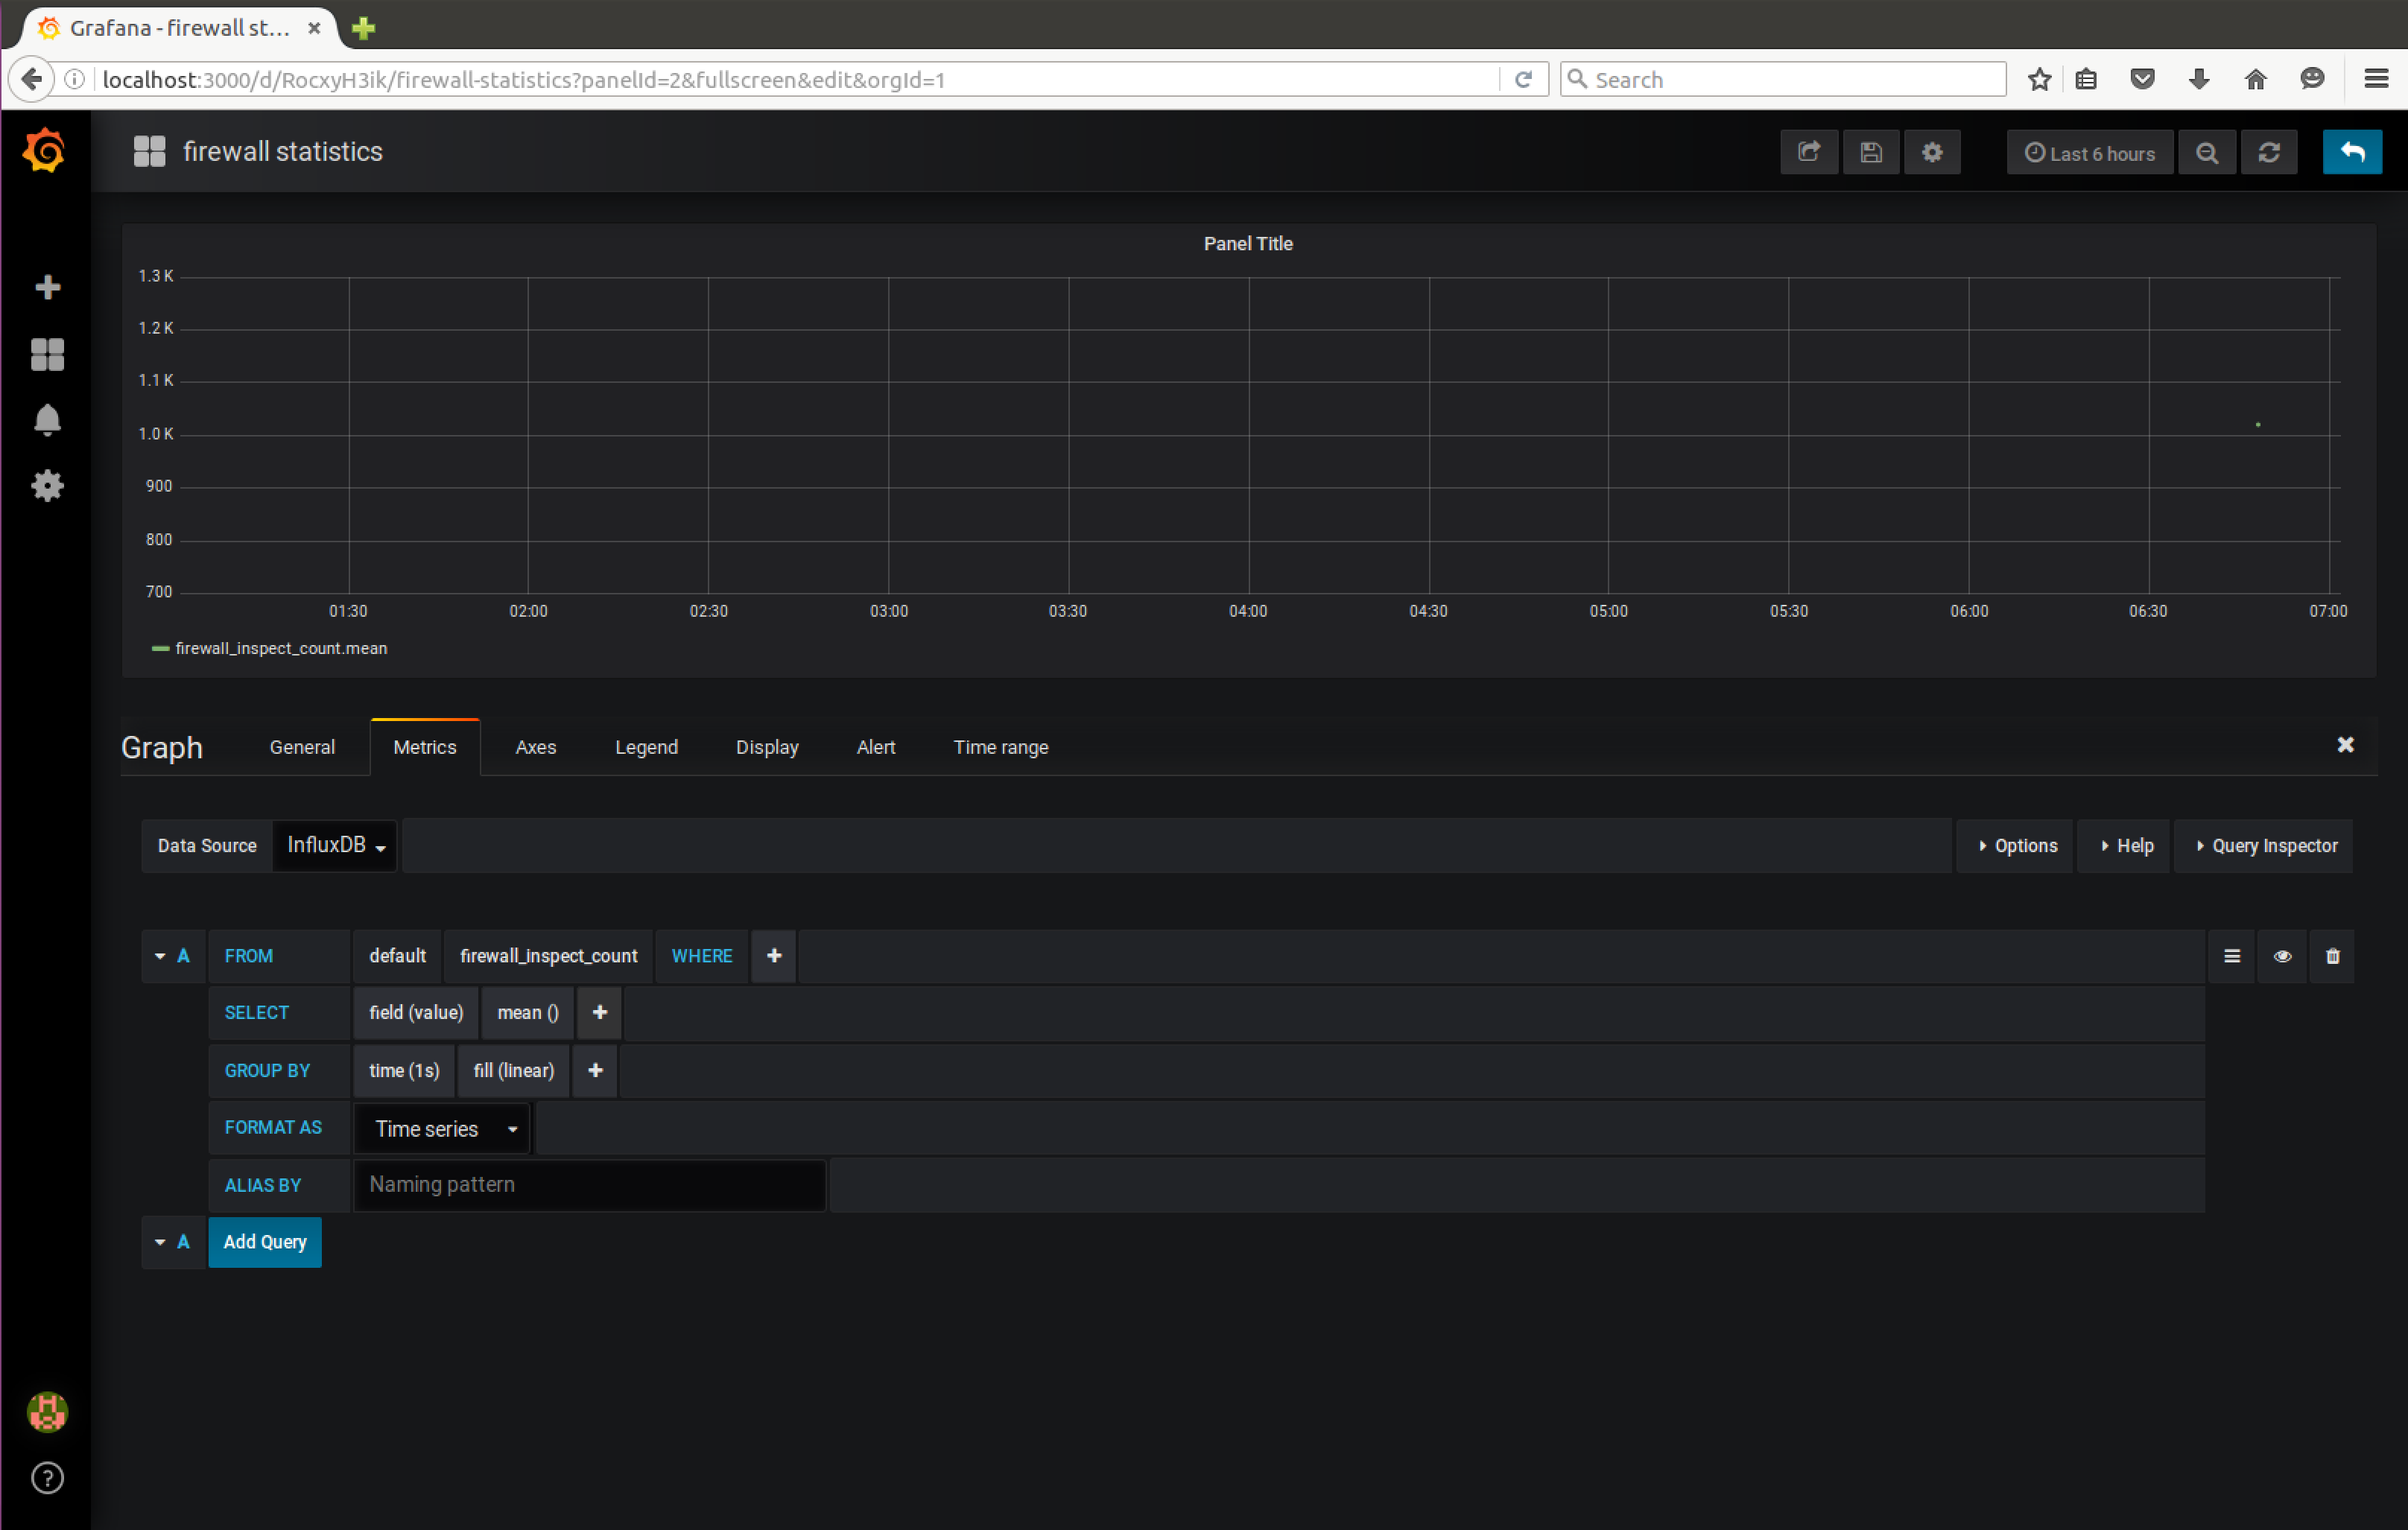 Grafana - firewall st...
localhost:3000/d/RocxyH3ik/firewall-statistics?panelId=2&fullscreen&edit&orgId=1
Search
firewall statistics
Last 6 hours
Panel Title
1.3 K
1.2 K
1.1 K
1.0 K
900
800
700
01:30 02:00 02:30 03:00 03:30 04:00 04:30 05:00 05:30 06:00 06:30 07:00
firewall_inspect_count.mean
Graph General Metrics Axes Legend Display Alert Time range
Data Source InfluxDB Options Help Query Inspector
A FROM default firewall_inspect_count WHERE +
SELECT field (value) mean () +
GROUP BY time (1s) fill (linear) +
FORMAT AS Time series
ALIAS BY Naming pattern
A Add Query